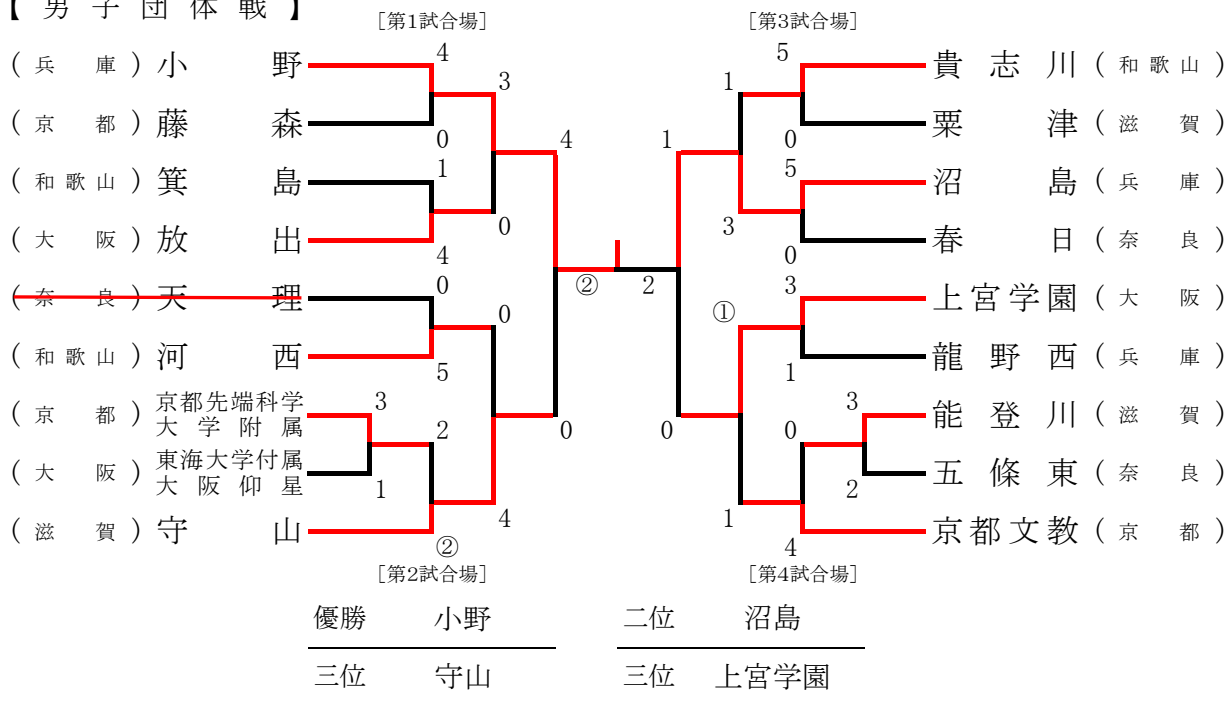 【男子団体戦】
[第1試合場] [第3試合場]
(兵庫) 小野 4 3 5 1 貴志川 (和歌山)
(京都) 藤森 0 4 1 0 粟津 (滋賀)
(和歌山) 箕島 1 0 3 5 沼島 (兵庫)
(大阪) 放出 4 0 春日 (奈良)
② 2
(奈良) 天理 0 0 ① 3 上宮学園 (大阪)
(和歌山) 河西 5 1 龍野西 (兵庫)
(京都) 京都先端科学
大学附属 3 2 0 0 0 3 能登川 (滋賀)
(大阪) 東海大学付属
大阪仰星 1 2 五條東 (奈良)
(滋賀) 守山 ② 4 1 4 京都文教 (京都)
[第2試合場] [第4試合場]
優勝 小野 二位 沼島
三位 守山 三位 上宮学園